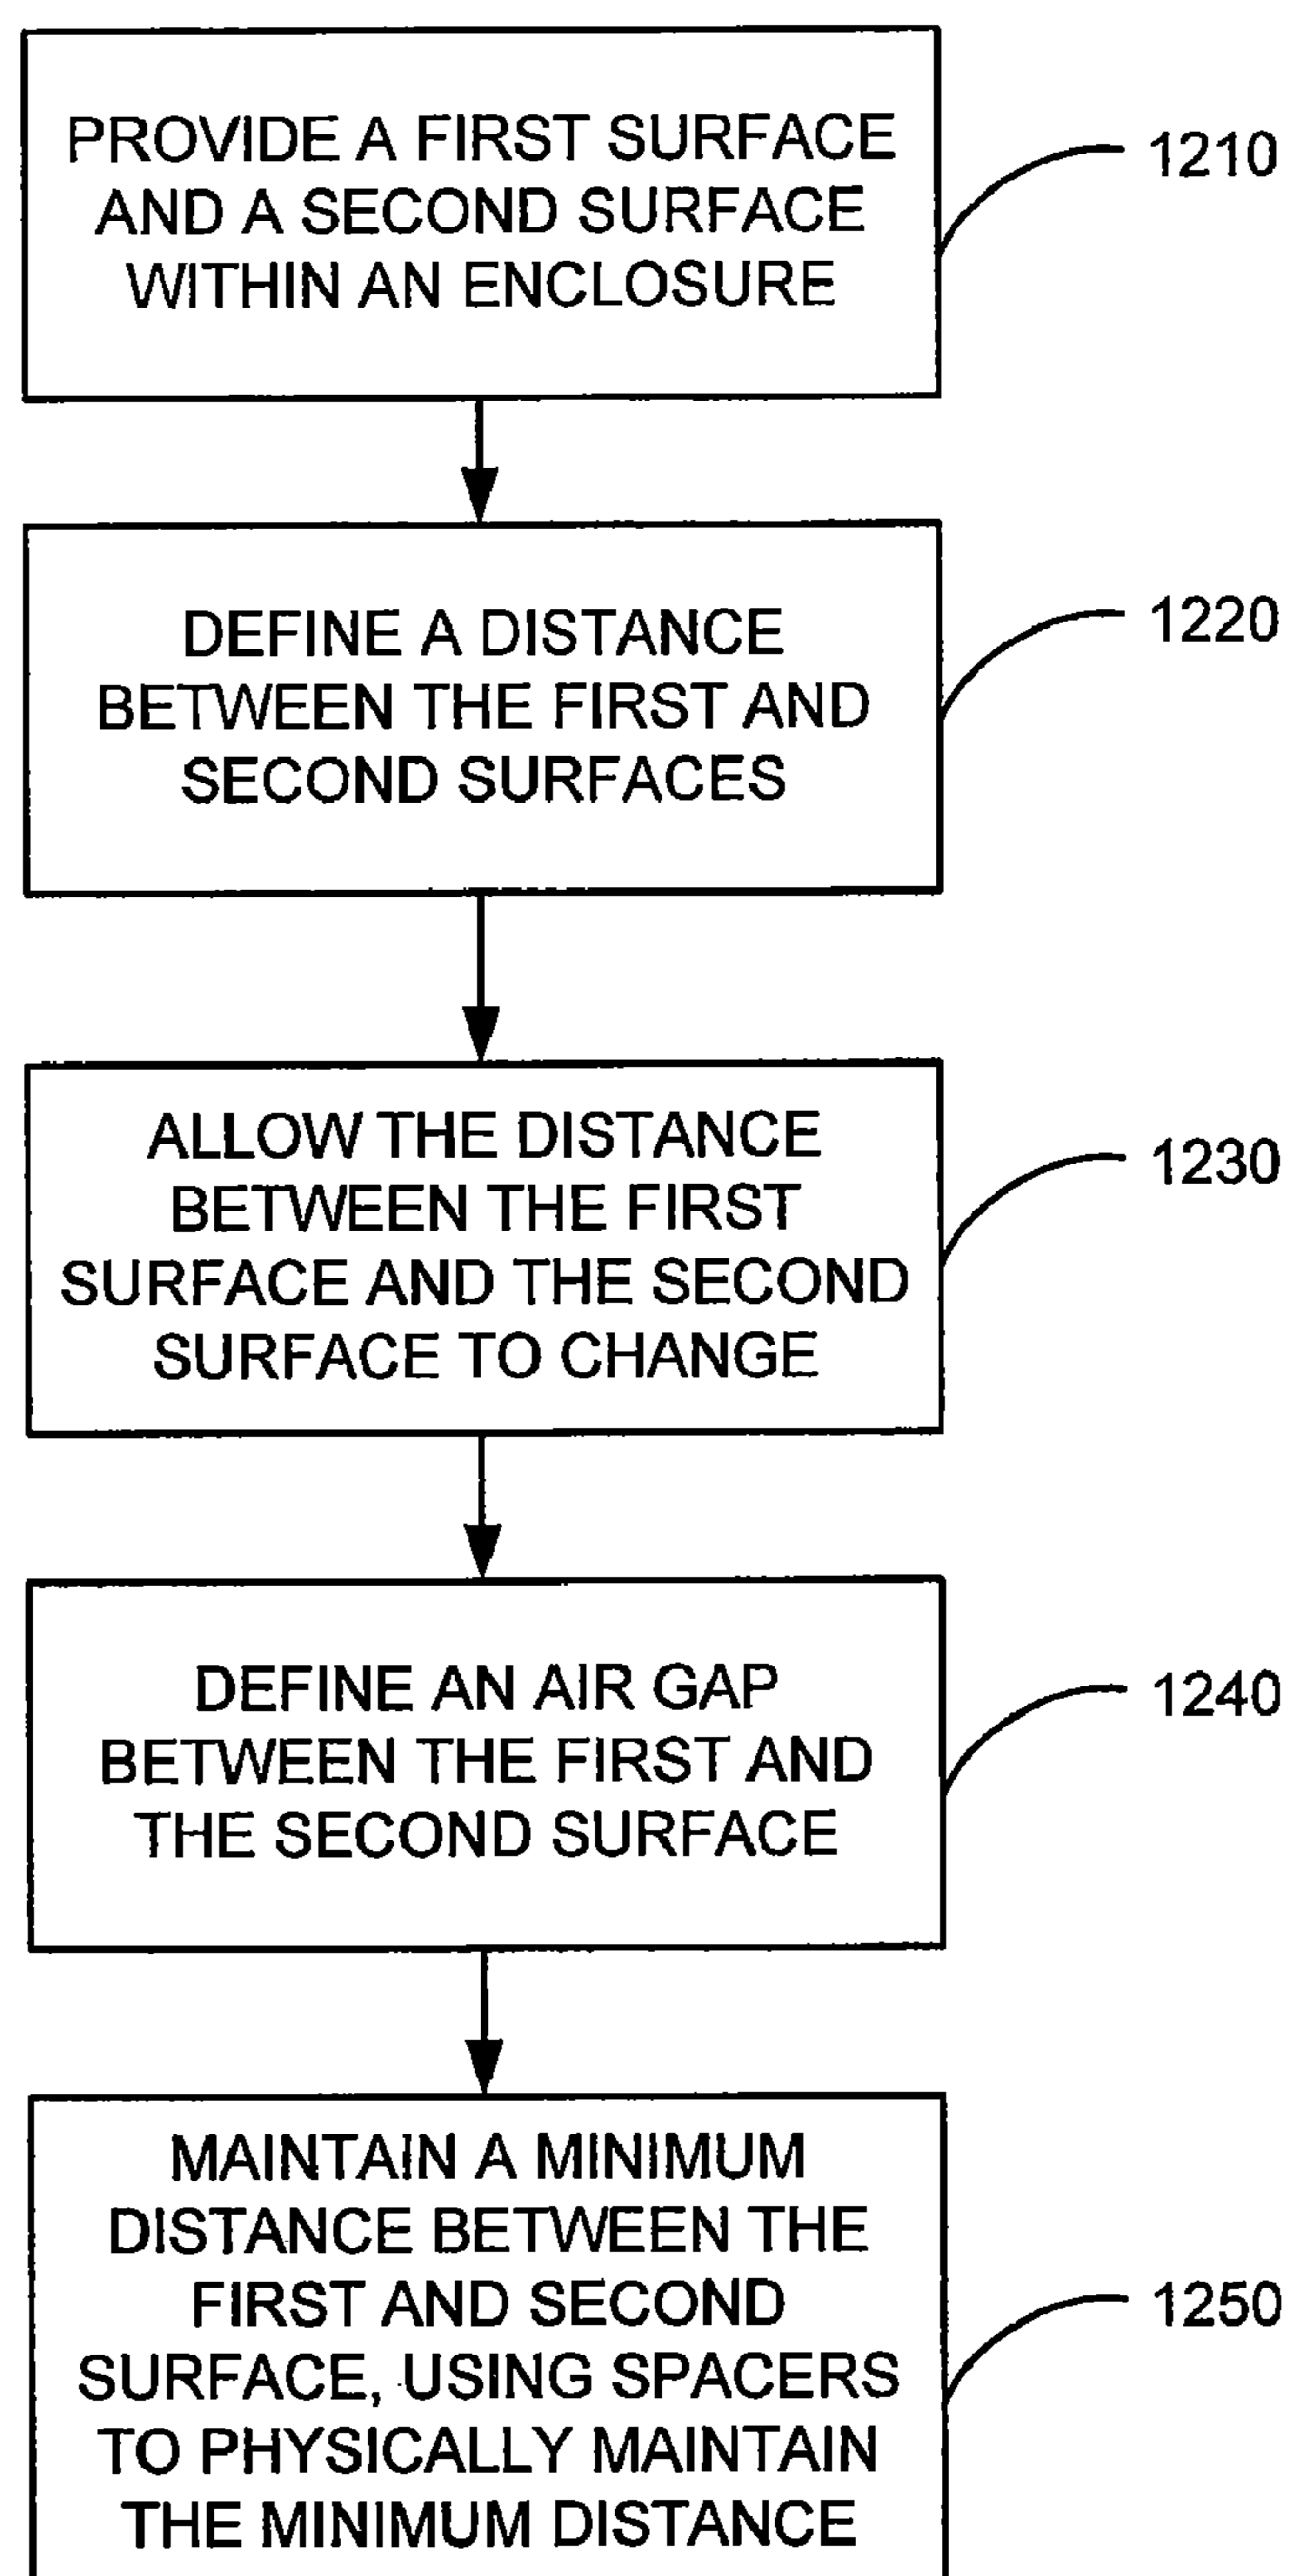 PROVIDE A FIRST SURFACE
AND A SECOND SURFACE
WITHIN AN ENCLOSURE
1210
DEFINE A DISTANCE
BETWEEN THE FIRST AND
SECOND SURFACES
1220
ALLOW THE DISTANCE
BETWEEN THE FIRST
SURFACE AND THE SECOND
SURFACE TO CHANGE
1230
DEFINE AN AIR GAP
BETWEEN THE FIRST AND
THE SECOND SURFACE
1240
MAINTAIN A MINIMUM
DISTANCE BETWEEN THE
FIRST AND SECOND
SURFACE, USING SPACERS
TO PHYSICALLY MAINTAIN
THE MINIMUM DISTANCE
1250